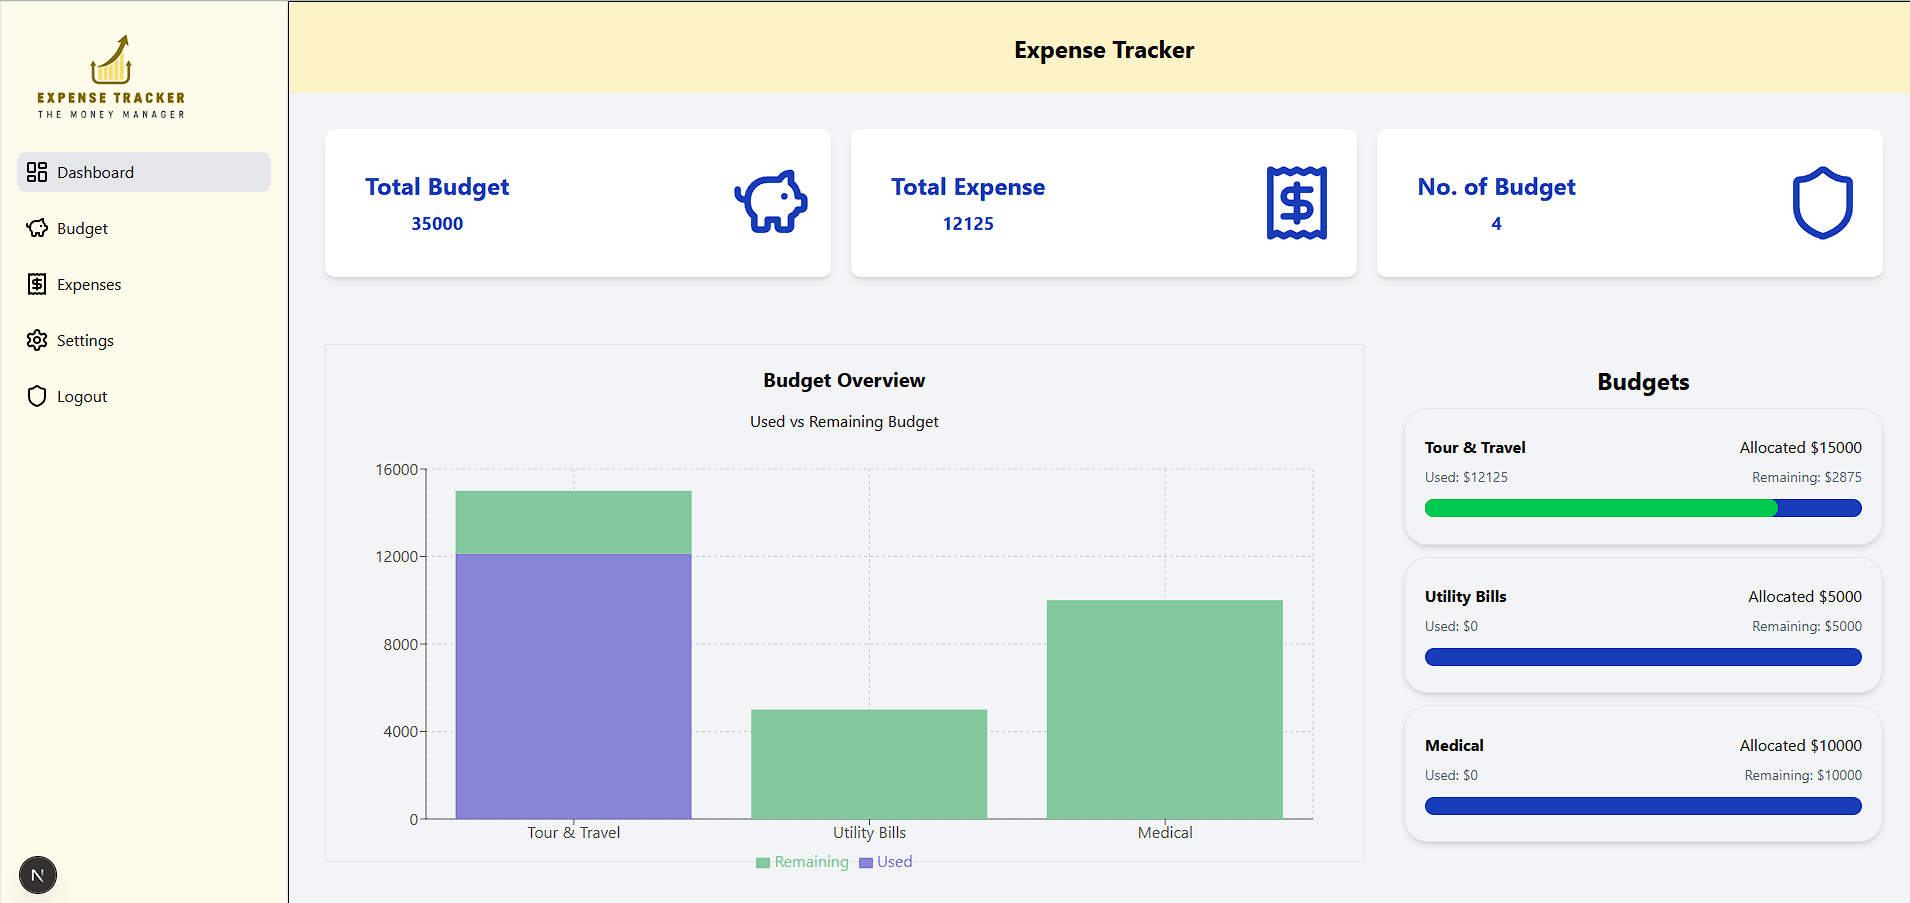 EXPENSE TRACKER
THE MONEY MANAGER
Dashboard
Budget
Expenses
Settings
Logout
N
Expense Tracker
Total Budget
35000
Total Expense
12125
No. of Budget
4
Budget Overview
Used vs Remaining Budget
16000
12000
8000
4000
0
Tour & Travel Utility Bills Medical
Remaining Used
Budgets
Tour & Travel Allocated $15000
Used: $12125 Remaining: $2875
Utility Bills Allocated $5000
Used: $0 Remaining: $5000
Medical Allocated $10000
Used: $0 Remaining: $10000